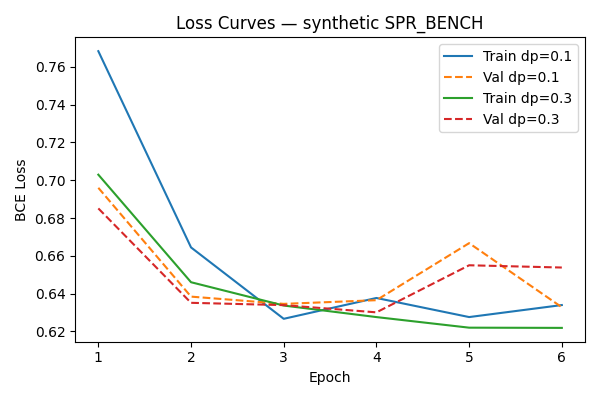 Loss Curves — synthetic SPR_BENCH
Train dp=0.1
Val dp=0.1
Train dp=0.3
Val dp=0.3
BCE Loss
0.76
0.74
0.72
0.70
0.68
0.66
0.64
0.62
1 2 3 4 5 6
Epoch